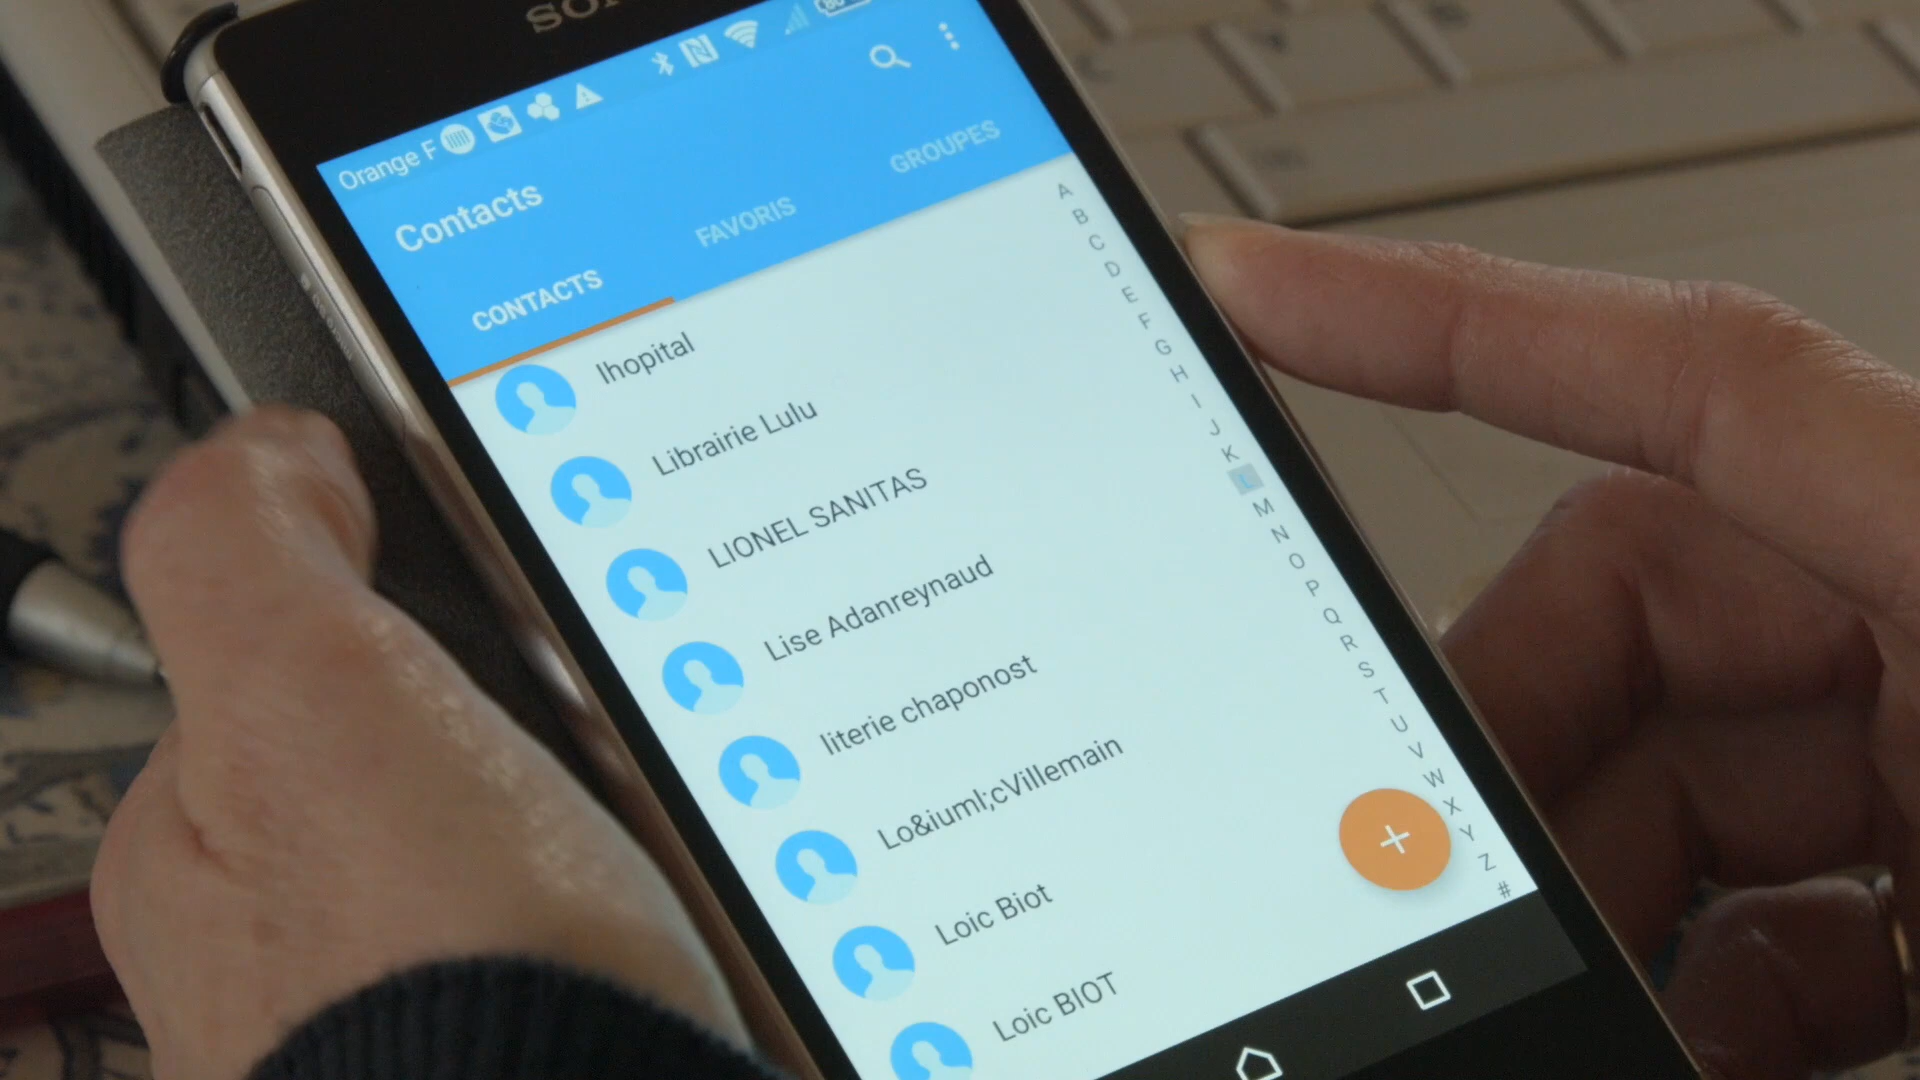 SON
Orange F
Contacts
CONTACTS
FAVORIS
GROUPES
lhopital
Librairie Lulu
LIONEL SANITAS
Lise Adanreynaud
literie chaponost
Lo&iuml;cVillemain
Loic Biot
Loic BIOT
A
B
C
D
E
F
G
H
I
J
K
L
M
N
O
P
Q
R
S
T
U
V
W
X
Y
Z
#